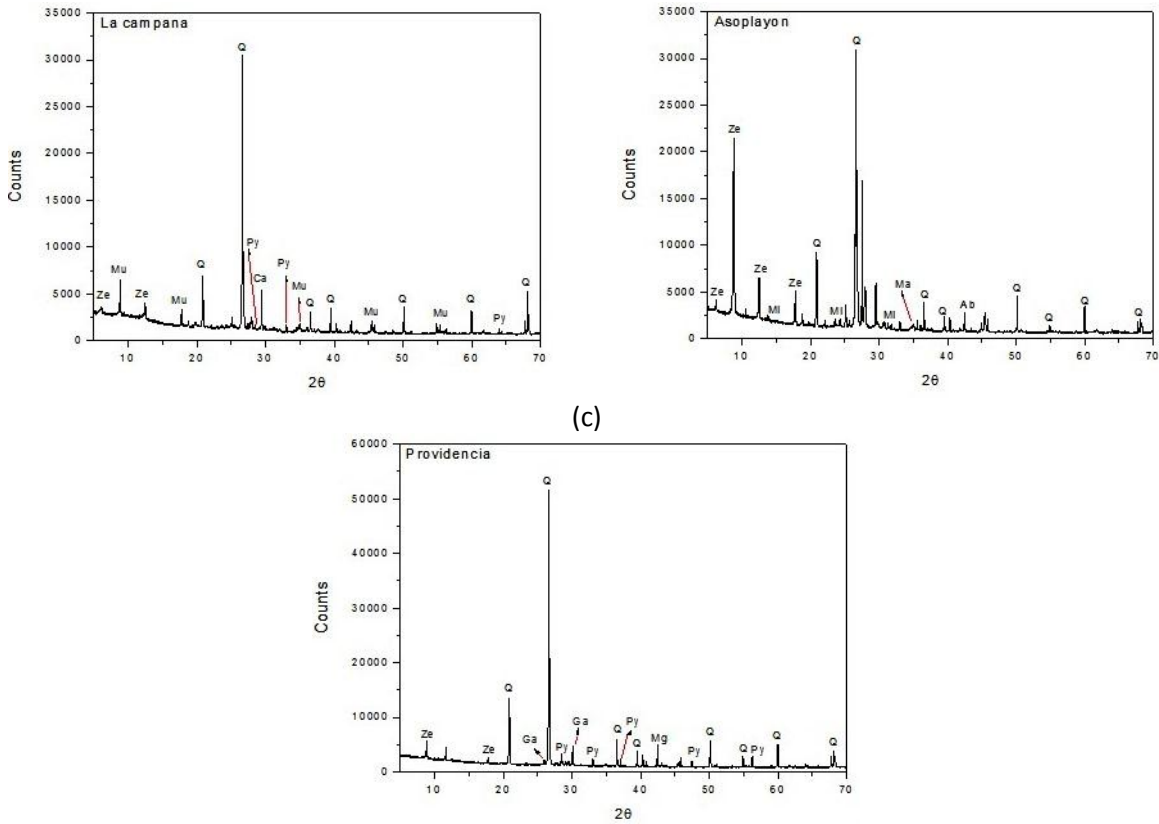 La campana
35000
30000
25000
20000
15000
10000
5000
0
Counts
Q
Ze
Mu
Ze
Mu
Q
Py
Ca
Py
Mu
Q
Q
Mu
Q
Mu
Q
Py
Q
10 20 30 40 50 60 70
2θ
Asoplayon
35000
30000
25000
20000
15000
10000
5000
0
Counts
Q
Ze
Ze
Ze
Ml
Ze
Q
Ml
Ml
Ma
Q
Q
Ab
Q
Q
Q
Q
10 20 30 40 50 60 70
2θ
(c)
Providencia
60000
50000
40000
30000
20000
10000
0
Counts
Q
Ze
Ze
Q
Ga
Py
Ga
Py
Q
Py
Q
Mg
Py
Q
Q
Py
Q
Q
10 20 30 40 50 60 70
2θ